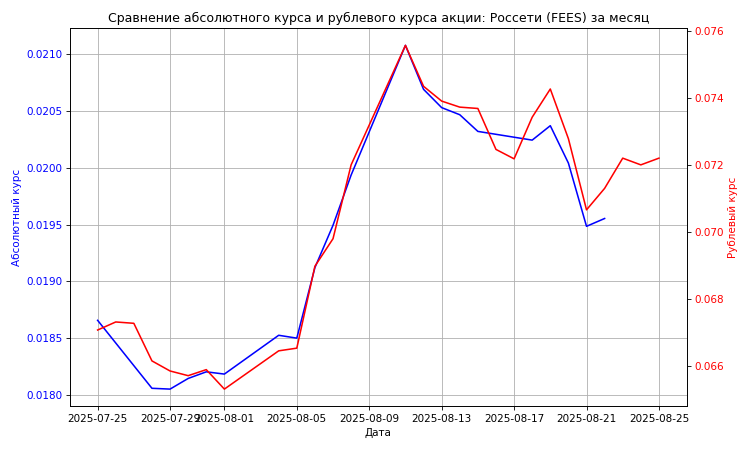 Сравнение абсолютного курса и рублевого курса акции: Россети (FEES) за месяц
0.0210
0.0205
0.0200
0.0195
0.0190
0.0185
0.0180
Абсолютный курс
0.076
0.074
0.072
0.070
0.068
0.066
Рублевый курс
2025-07-25 2025-07-29 2025-08-01 2025-08-05 2025-08-09 2025-08-13 2025-08-17 2025-08-21 2025-08-25
Дата